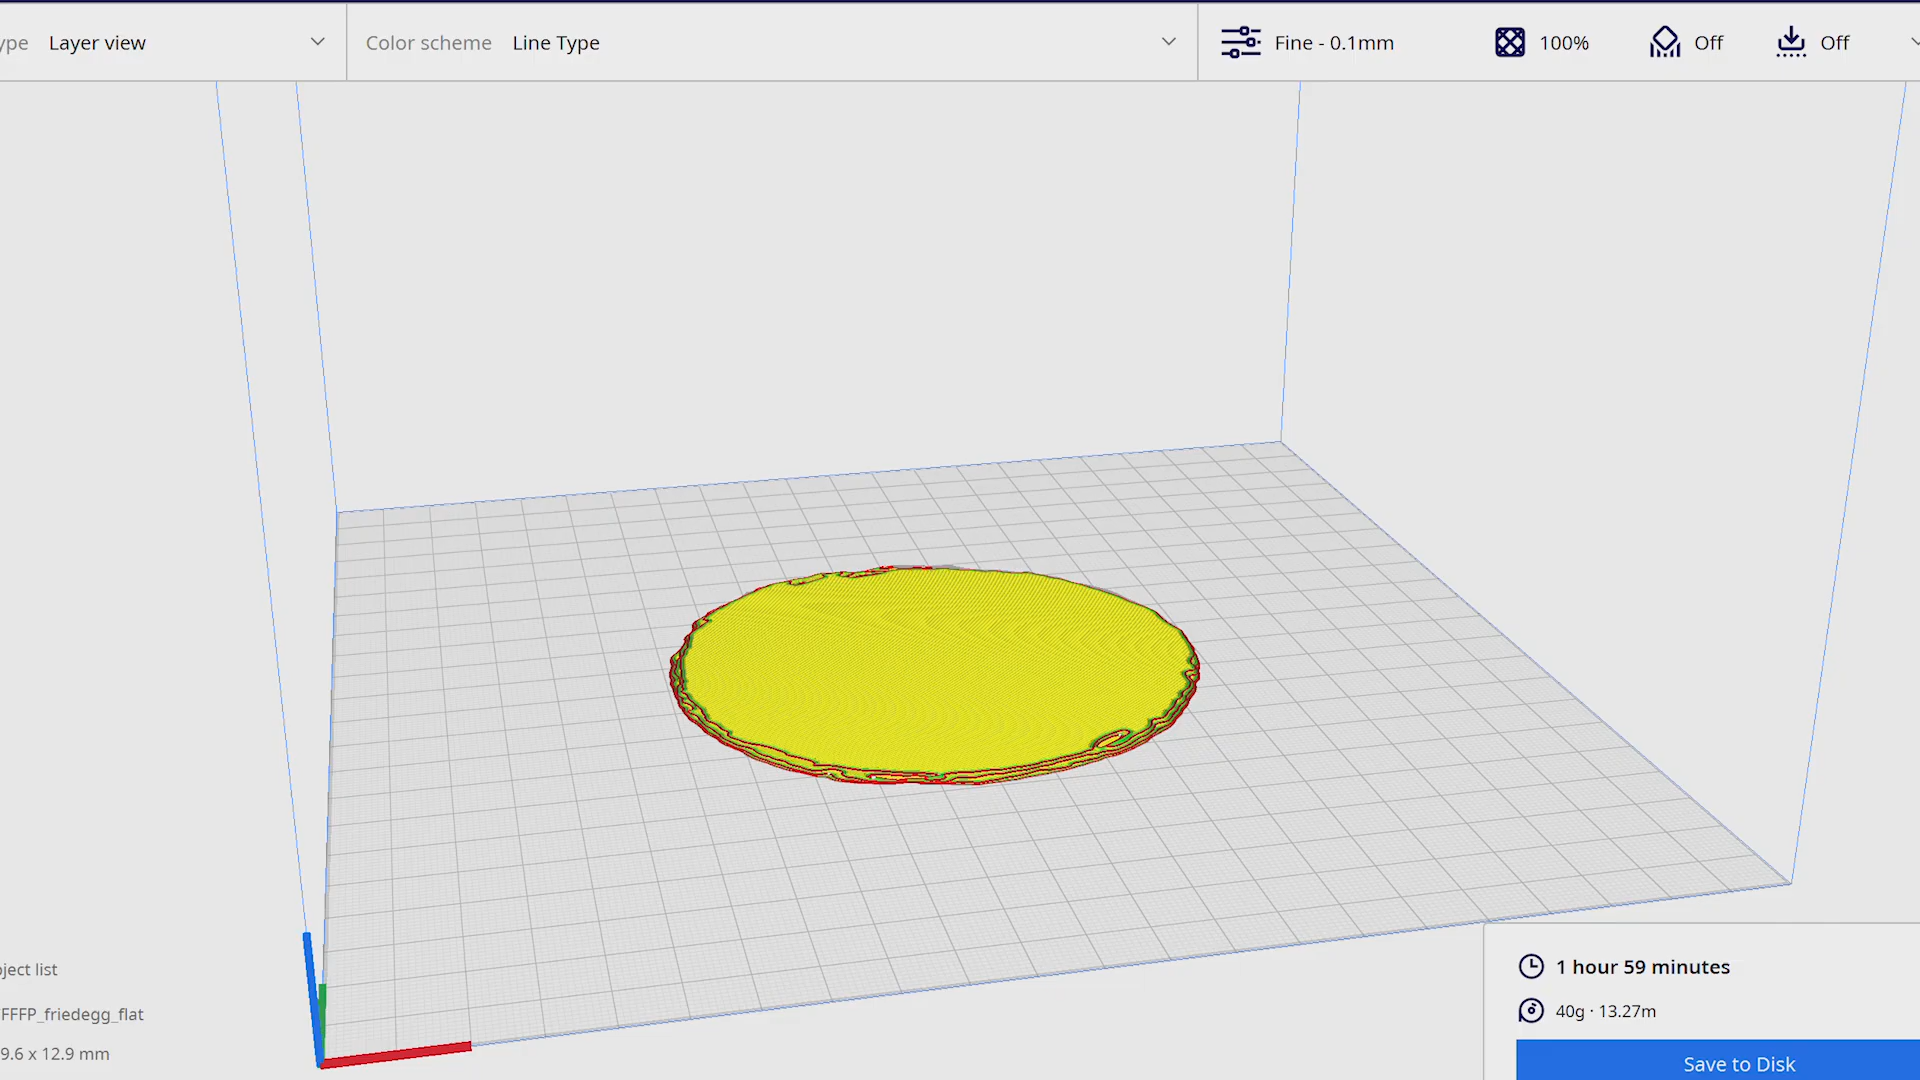 ype Layer view Color scheme Line Type Fine - 0.1mm 100% Off Off
ject list
FFFP_friedegg_flat
9.6 x 12.9 mm
1 hour 59 minutes
40g · 13.27m
Save to Disk